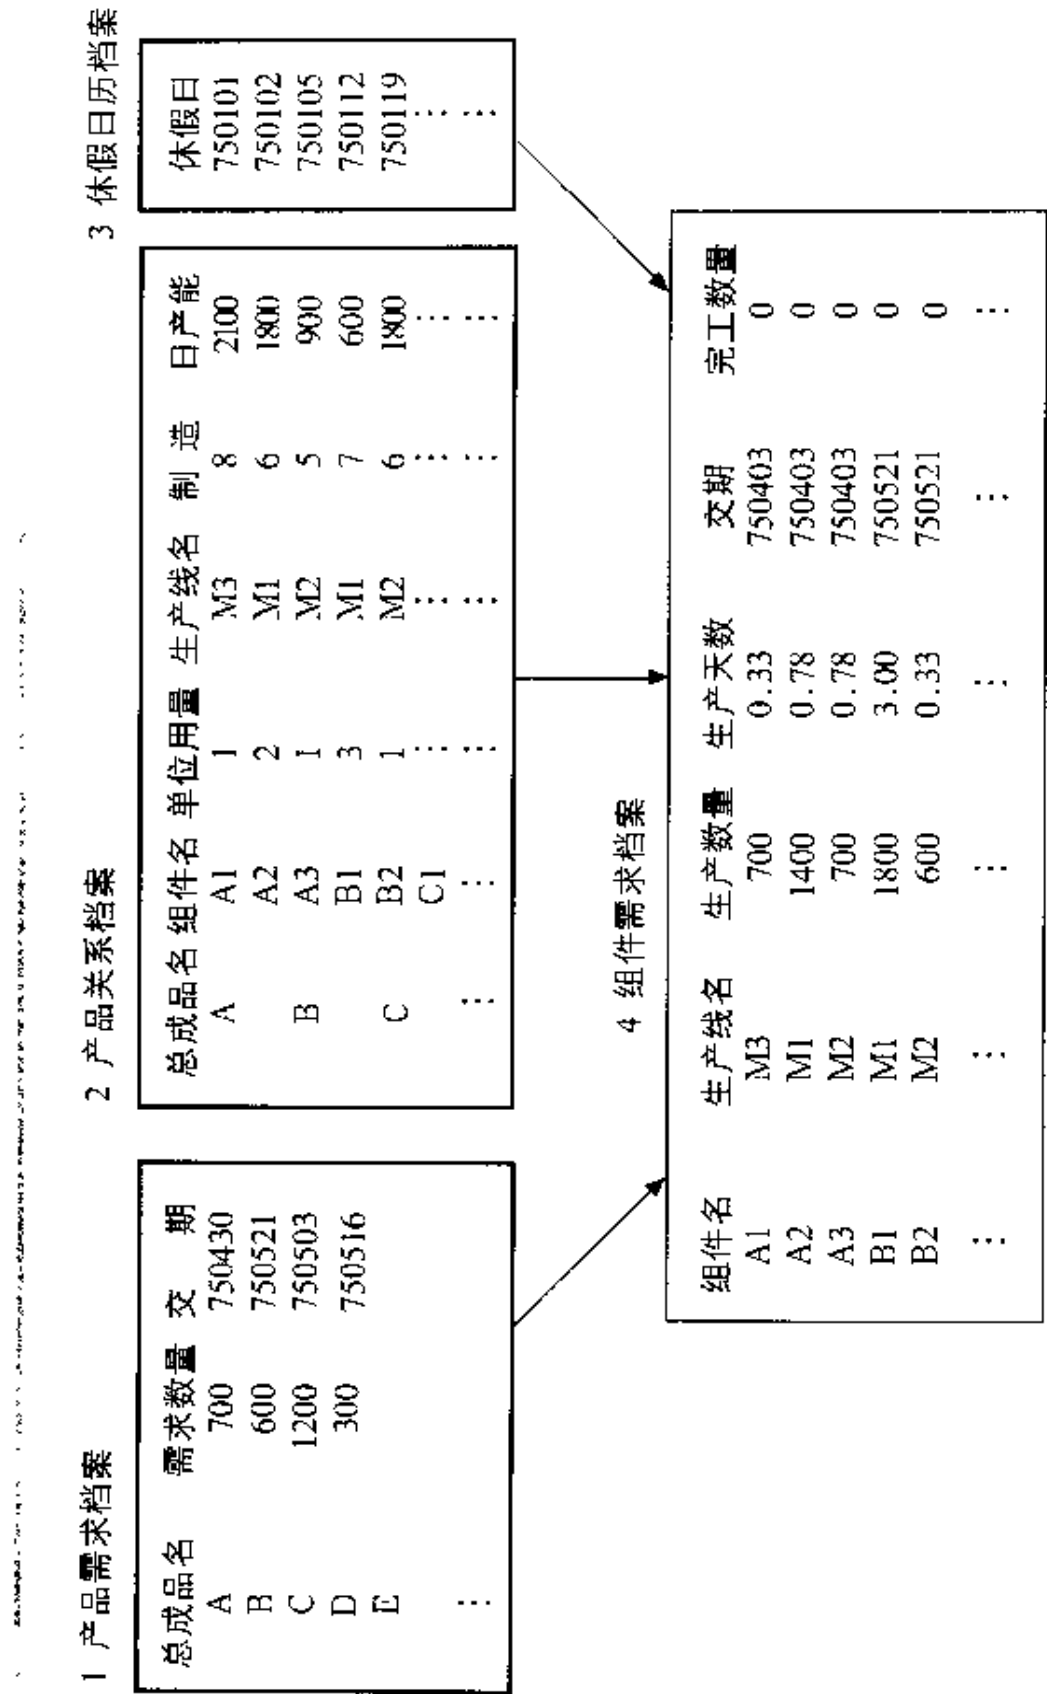 1 产品需求档案
总成品名 需求数量 交 期
A 700 750430
B 600 750521
C 1200 750503
D 300 750516
E
⋮
2 产品关系档案
总成品名 组件名 单位用量 生产线名 制 造 日产能
A A1 1 M3 8 2100
A2 2 M1 6 1800
B A3 1 M2 5 900
B1 3 M1 7 600
C B2 1 M2 6 1800
C1 ⋮ ⋮ ⋮ ⋮
⋮ ⋮ ⋮ ⋮ ⋮ ⋮
3 休假日历档案
休假日
750101
750102
750105
750112
750119
⋮
⋮
4 组件需求档案
组件名 生产线名 生产数量 生产天数 交期 完工数量
A1 M3 700 0.33 750403 0
A2 M1 1400 0.78 750403 0
A3 M2 700 0.78 750403 0
B1 M1 1800 3.00 750521 0
B2 M2 600 0.33 750521 0
⋮ ⋮ ⋮ ⋮ ⋮ ⋮